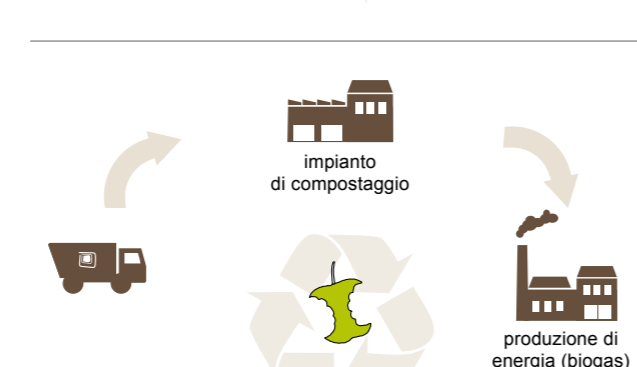 impianto
di compostaggio
produzione di
energia (biogas)